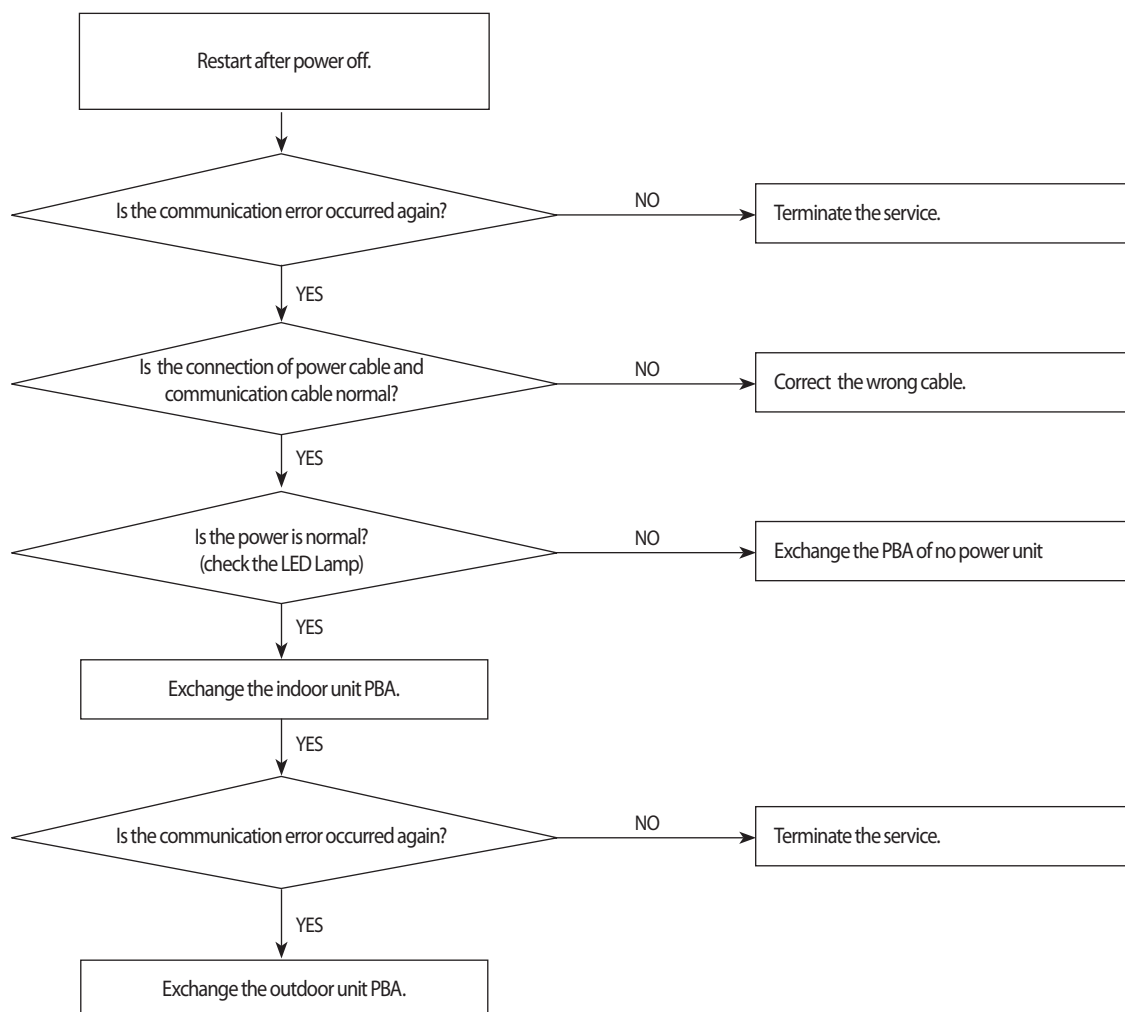 Restart after power off.
Is the communication error occurred again?
NO
Terminate the service.
YES
Is the connection of power cable and
communication cable normal?
NO
Correct the wrong cable.
YES
Is the power is normal?
(check the LED Lamp)
NO
Exchange the PBA of no power unit
YES
Exchange the indoor unit PBA.
YES
Is the communication error occurred again?
NO
Terminate the service.
YES
Exchange the outdoor unit PBA.